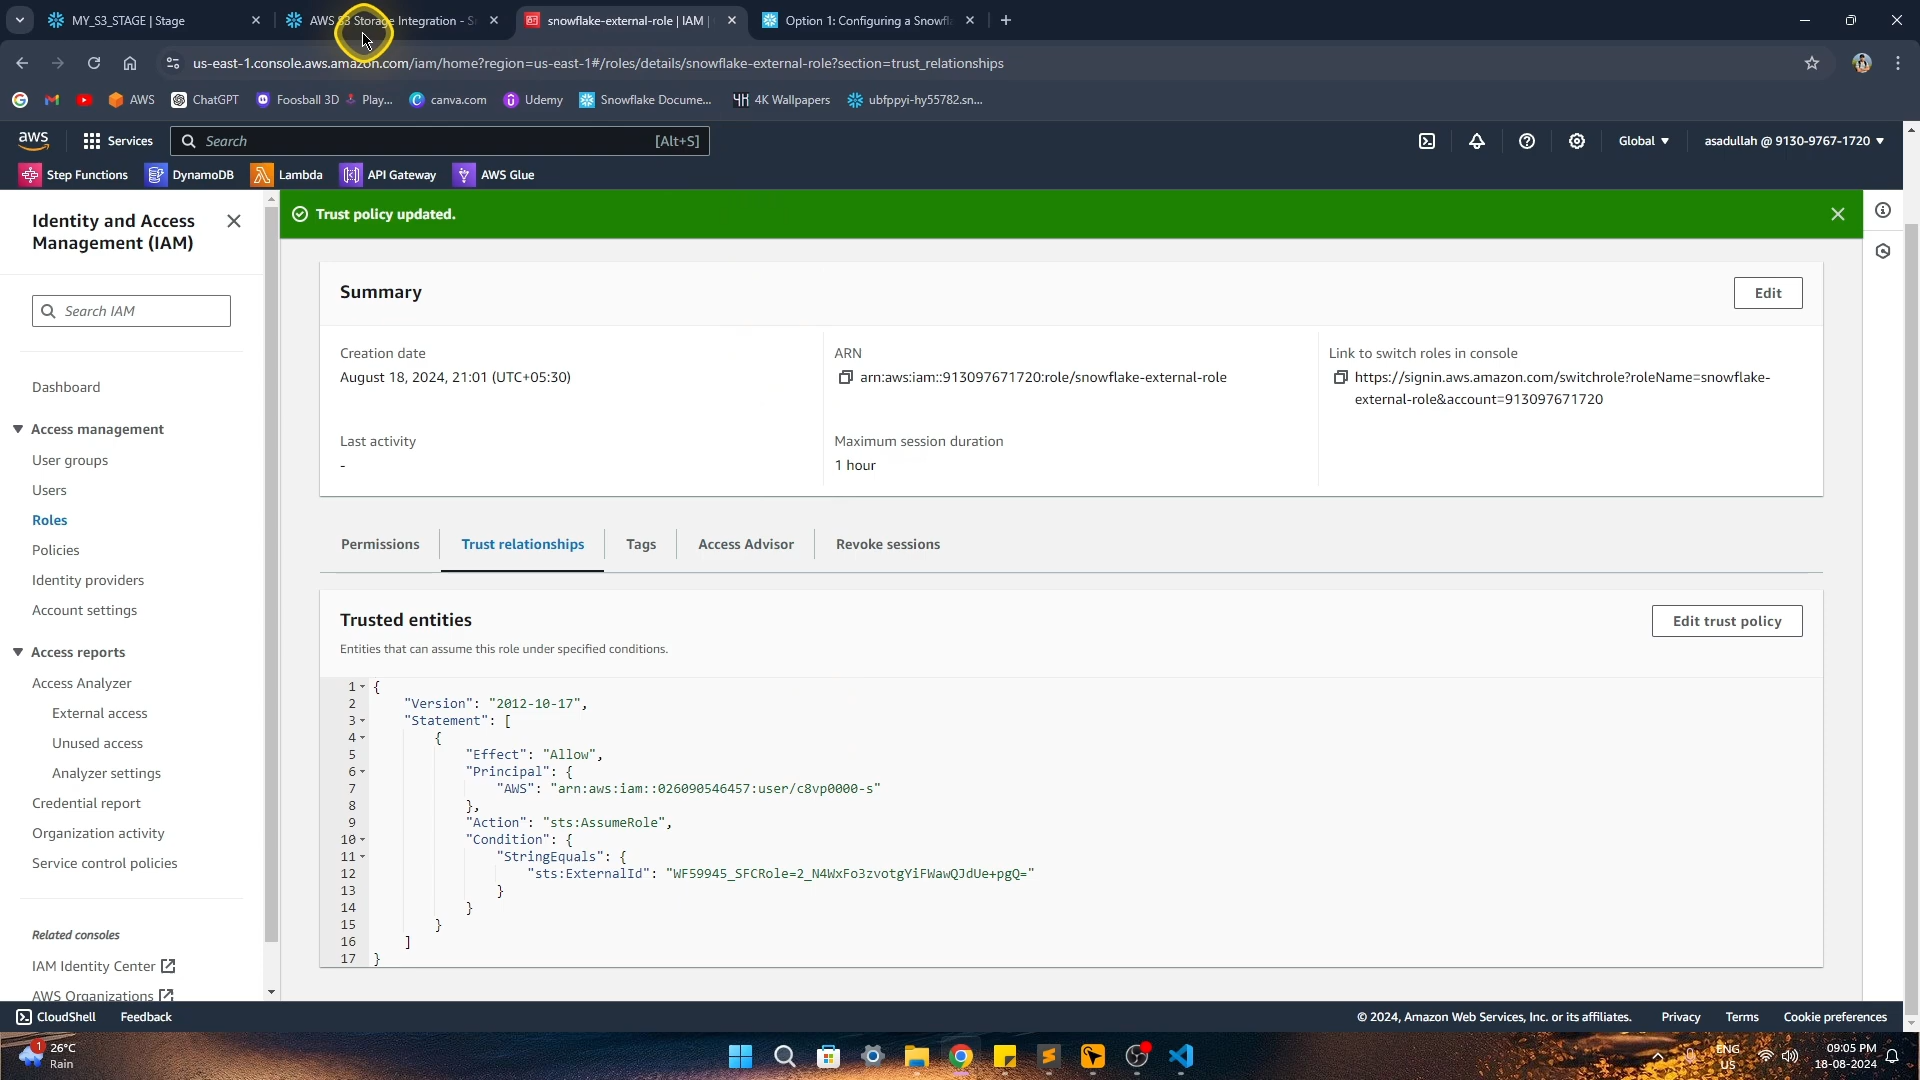 MY_S3_STAGE | Stage
AWS S3 Storage Integration - S
snowflake-external-role | IAM |
Option 1: Configuring a Snowfl
us-east-1.console.aws.amazon.com/iam/home?region=us-east-1#/roles/details/snowflake-external-role?section=trust_relationships
AWS
ChatGPT
Foosball 3D
Play...
canva.com
Udemy
Snowflake Docume...
4K Wallpapers
ubfppyi-hy55782.sn...
aws
Services
Search
[Alt+S]
Global
asadullah @ 9130-9767-1720
Step Functions
DynamoDB
Lambda
API Gateway
AWS Glue
Identity and Access
Management (IAM)
Search IAM
Dashboard
Access management
User groups
Users
Roles
Policies
Identity providers
Account settings
Access reports
Access Analyzer
External access
Unused access
Analyzer settings
Credential report
Organization activity
Service control policies
Related consoles
IAM Identity Center
AWS Organizations
Trust policy updated.
Summary
Edit
Creation date
August 18, 2024, 21:01 (UTC+05:30)
ARN
arn:aws:iam::913097671720:role/snowflake-external-role
Link to switch roles in console
https://signin.aws.amazon.com/switchrole?roleName=snowflake-
external-role&account=913097671720
Last activity
-
Maximum session duration
1 hour
Permissions
Trust relationships
Tags
Access Advisor
Revoke sessions
Trusted entities
Edit trust policy
Entities that can assume this role under specified conditions.
1 {
2 "Version": "2012-10-17",
3 "Statement": [
4 {
5 "Effect": "Allow",
6 "Principal": {
7 "AWS": "arn:aws:iam::026090546457:user/c8vp0000-s"
8 },
9 "Action": "sts:AssumeRole",
10 "Condition": {
11 "StringEquals": {
12 "sts:ExternalId": "WF59945_SFCRole=2_N4WxFo3zvotgYiFWawQJdUe+pgQ="
13 }
14 }
15 }
16 ]
17 }
CloudShell
Feedback
© 2024, Amazon Web Services, Inc. or its affiliates.
Privacy
Terms
Cookie preferences
1
26°C
Rain
ENG
US
09:05 PM
18-08-2024